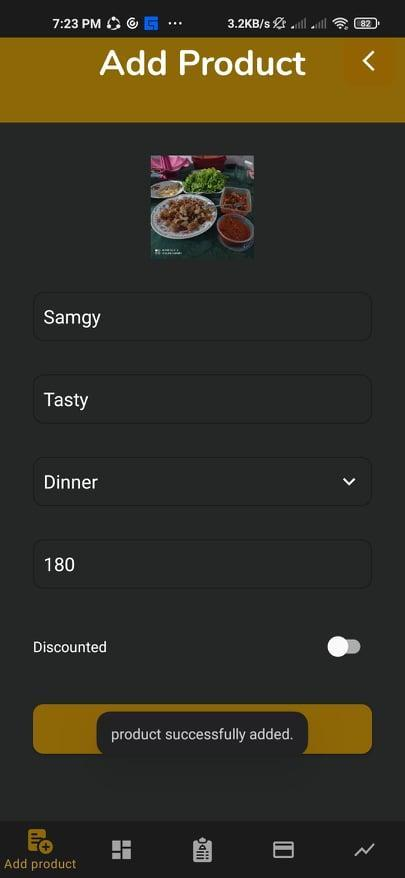 7:23 PM 3.2KB/s 82
Add Product
Samgy
Tasty
Dinner
180
Discounted
product successfully added.
Add product